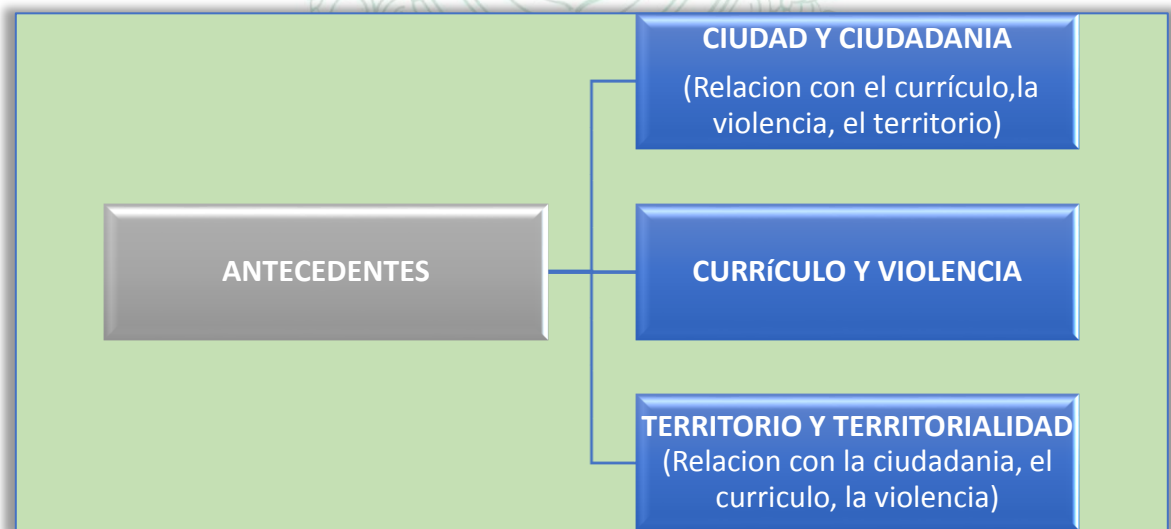 CIUDAD Y CIUDADANIA
(Relacion con el currículo,la
violencia, el territorio)
ANTECEDENTES
CURRíCULO Y VIOLENCIA
TERRITORIO Y TERRITORIALIDAD
(Relacion con la ciudadania, el
curriculo, la violencia)